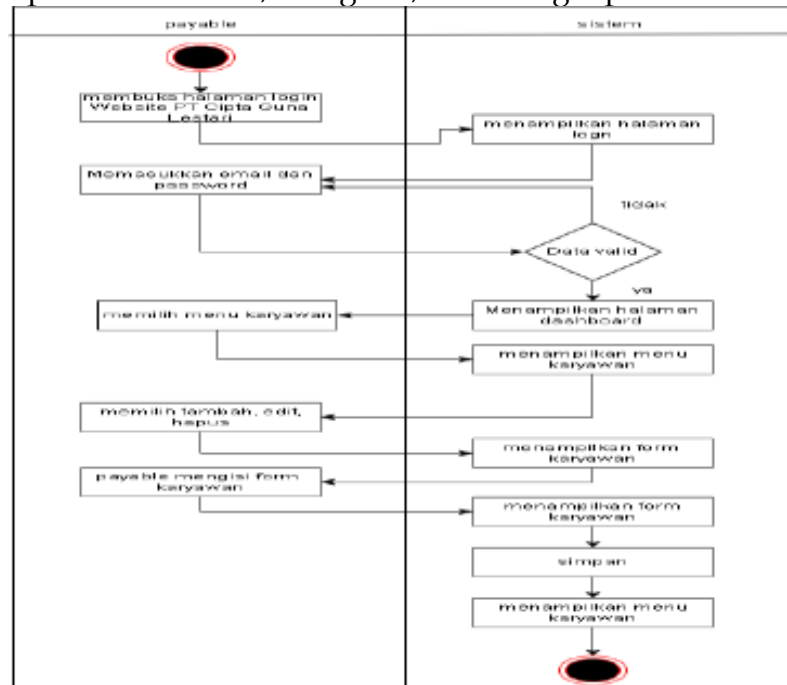 payable
sistem
membuka halaman login
Website PT Cipta Guna
Lestari
menampilkan halaman
login
Memasukkan email dan
password
tidak
Data valid
ya
Menampilkan halaman
dashboard
memilih menu karyawan
menampilkan menu
karyawan
memilih tambah, edit,
hapus
menampilkan form
karyawan
payable mengisi form
karyawan
menampilkan form
karyawan
simpan
menampilkan menu
karyawan